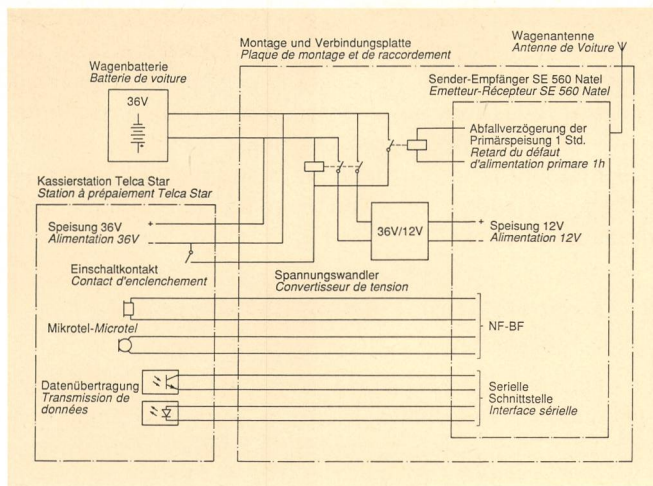 Wagenantenne
Antenne de Voiture
Montage und Verbindungsplatte
Plaque de montage et de raccordement
Wagenbatterie
Batterie de voiture
Sender-Empfänger SE 560 Natel
Emetteur-Récepteur SE 560 Natel
36V
Abfallverzögerung der
Primärspeisung 1 Std.
Retard du défaut
d'alimentation primare 1h
Kassierstation Telca Star
Station à prépaiement Telca Star
Speisung 36V
Alimentation 36V
+
–
36V/12V
+
–
Speisung 12V
Alimentation 12V
Einschaltkontakt
Contact d'enclenchement
Spannungswandler
Convertisseur de tension
Mikrotel-Microtel
NF-BF
Datenübertragung
Transmission de
données
Serielle
Schnittstelle
Interface sérielle